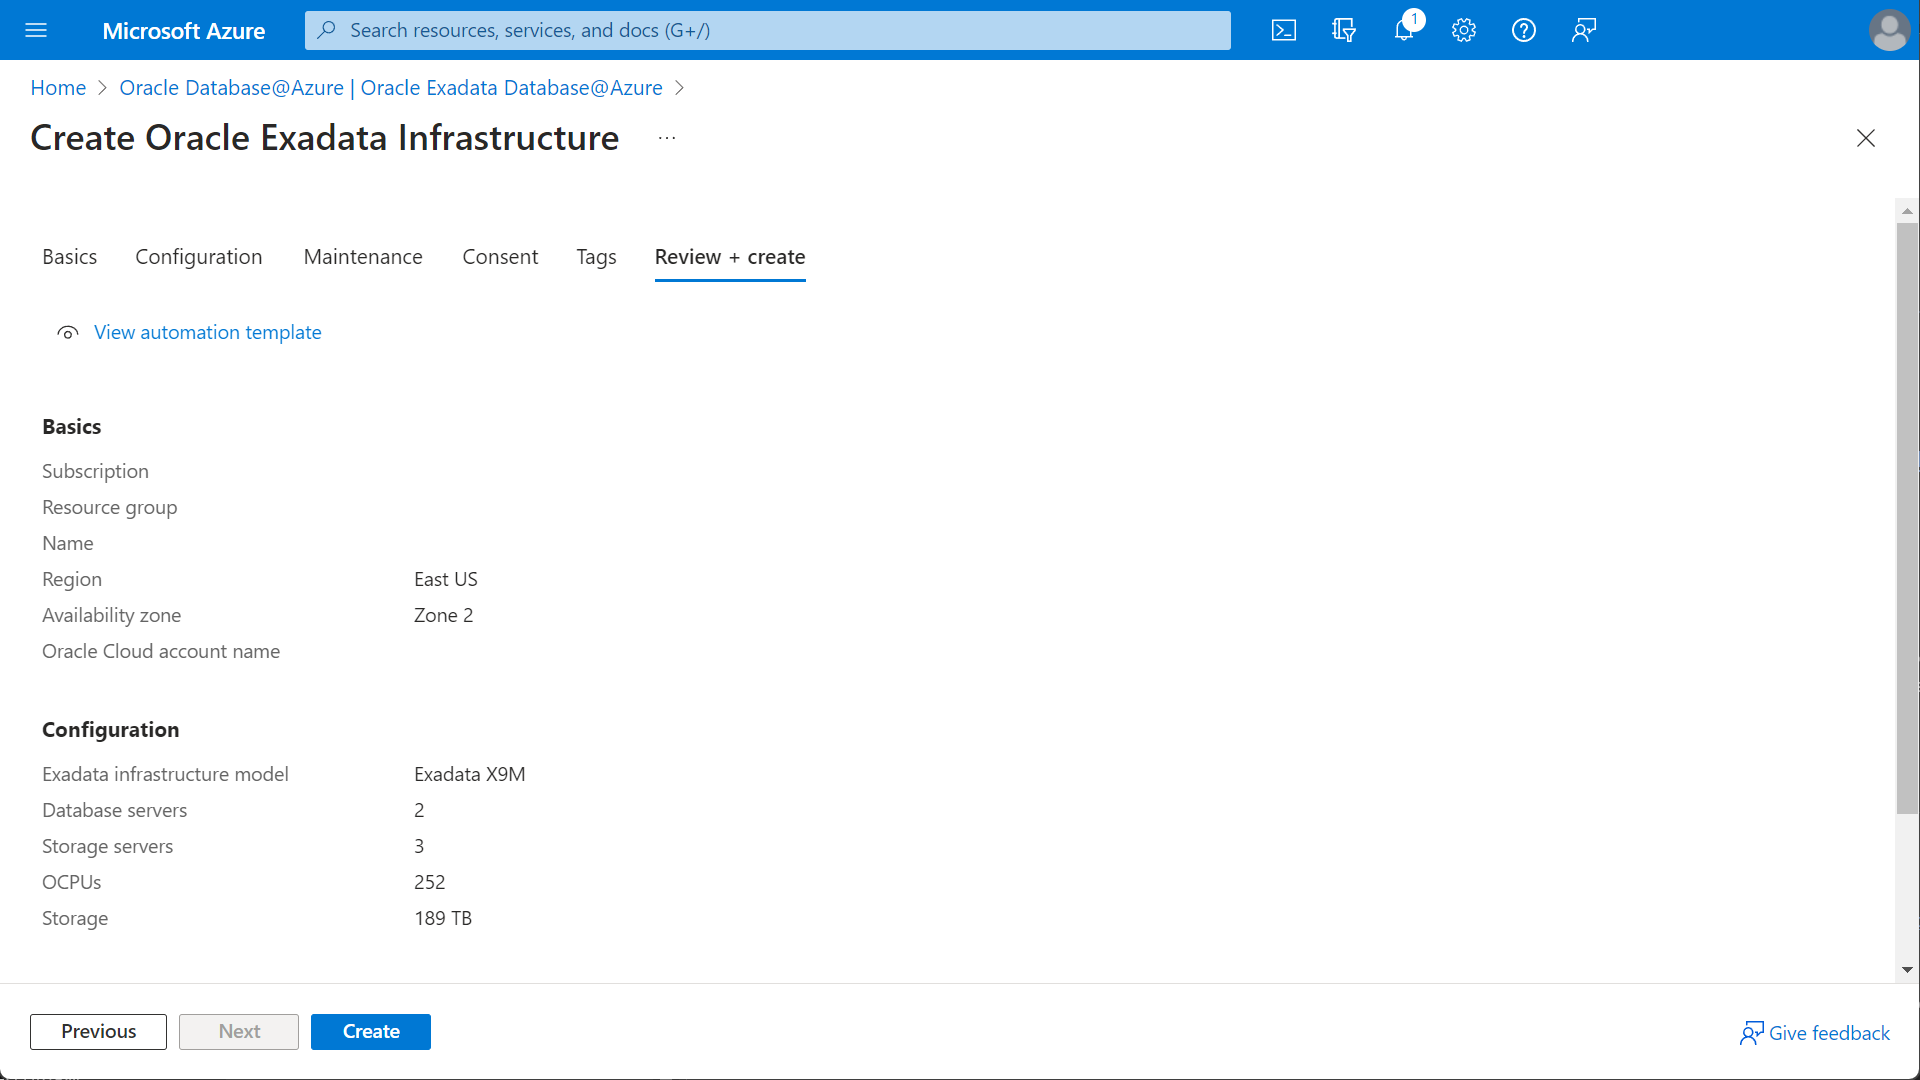 Microsoft Azure
Search resources, services, and docs (G+/)
1
Home > Oracle Database@Azure | Oracle Exadata Database@Azure >
Create Oracle Exadata Infrastructure ...
Basics Configuration Maintenance Consent Tags Review + create
View automation template
Basics
Subscription
Resource group
Name
Region East US
Availability zone Zone 2
Oracle Cloud account name
Configuration
Exadata infrastructure model Exadata X9M
Database servers 2
Storage servers 3
OCPUs 252
Storage 189 TB
Previous Next Create Give feedback